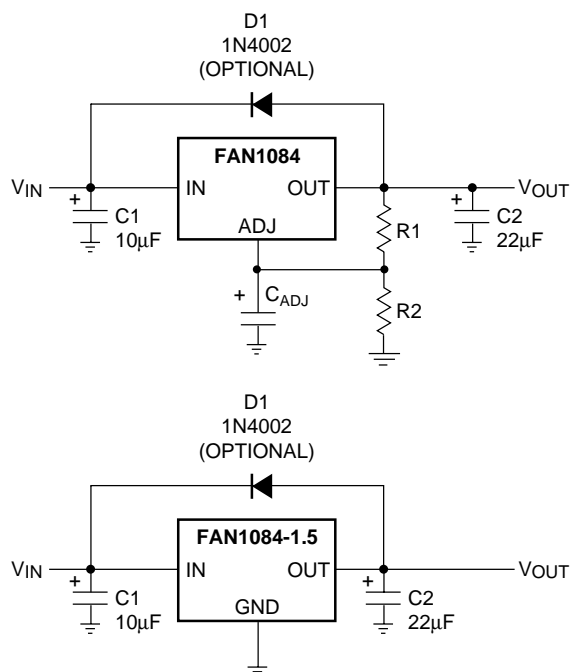 D1
1N4002
(OPTIONAL)
FAN1084
VIN
IN
OUT
VOUT
ADJ
+
C1
10µF
R1
+
C2
22µF
+
CADJ
R2
D1
1N4002
(OPTIONAL)
FAN1084-1.5
VIN
IN
OUT
VOUT
GND
+
C1
10µF
+
C2
22µF